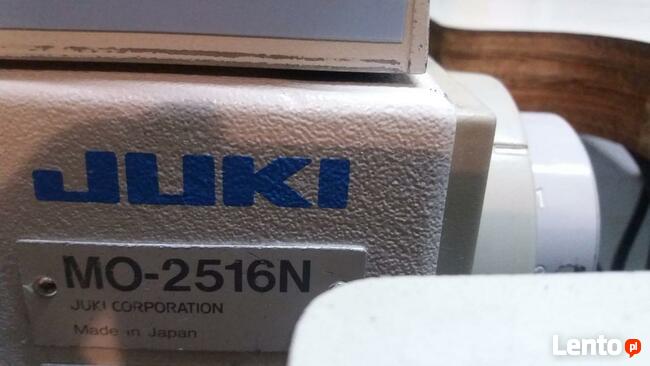 JUKI
MO-2516N
JUKI CORPORATION
Made in Japan
Lento.pl